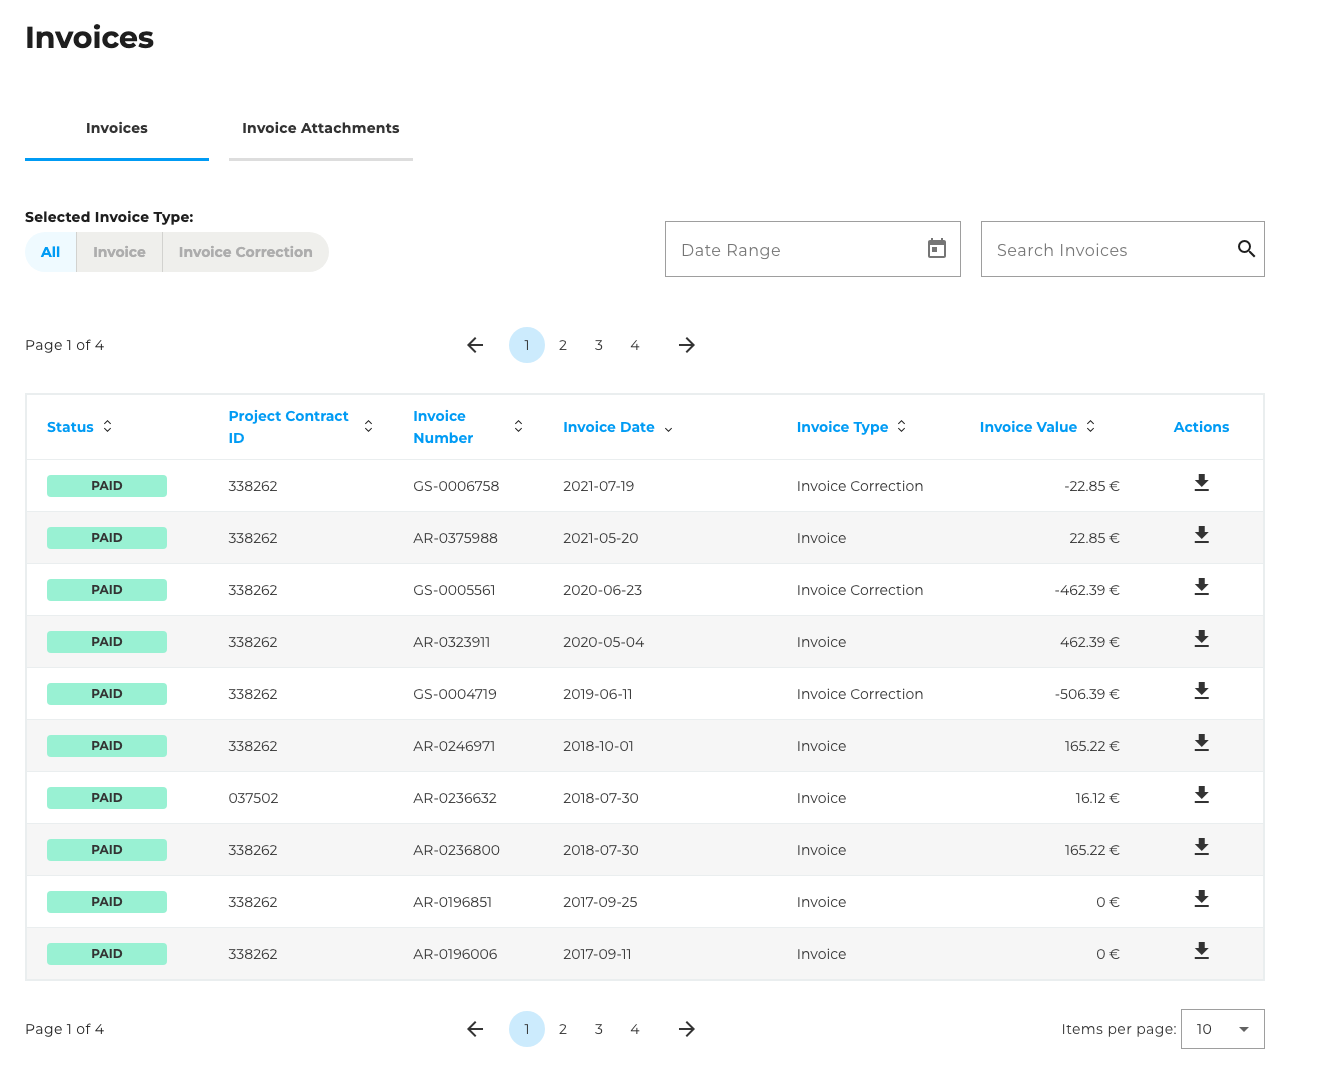 Invoices
Invoices Invoice Attachments
Selected Invoice Type:
All Invoice Invoice Correction
Date Range
Search Invoices
Page 1 of 4 1 2 3 4
Status Project Contract ID Invoice Number Invoice Date Invoice Type Invoice Value Actions
PAID 338262 GS-0006758 2021-07-19 Invoice Correction -22.85 €
PAID 338262 AR-0375988 2021-05-20 Invoice 22.85 €
PAID 338262 GS-0005561 2020-06-23 Invoice Correction -462.39 €
PAID 338262 AR-0323911 2020-05-04 Invoice 462.39 €
PAID 338262 GS-0004719 2019-06-11 Invoice Correction -506.39 €
PAID 338262 AR-0246971 2018-10-01 Invoice 165.22 €
PAID 037502 AR-0236632 2018-07-30 Invoice 16.12 €
PAID 338262 AR-0236800 2018-07-30 Invoice 165.22 €
PAID 338262 AR-0196851 2017-09-25 Invoice 0 €
PAID 338262 AR-0196006 2017-09-11 Invoice 0 €
Page 1 of 4 1 2 3 4 Items per page: 10